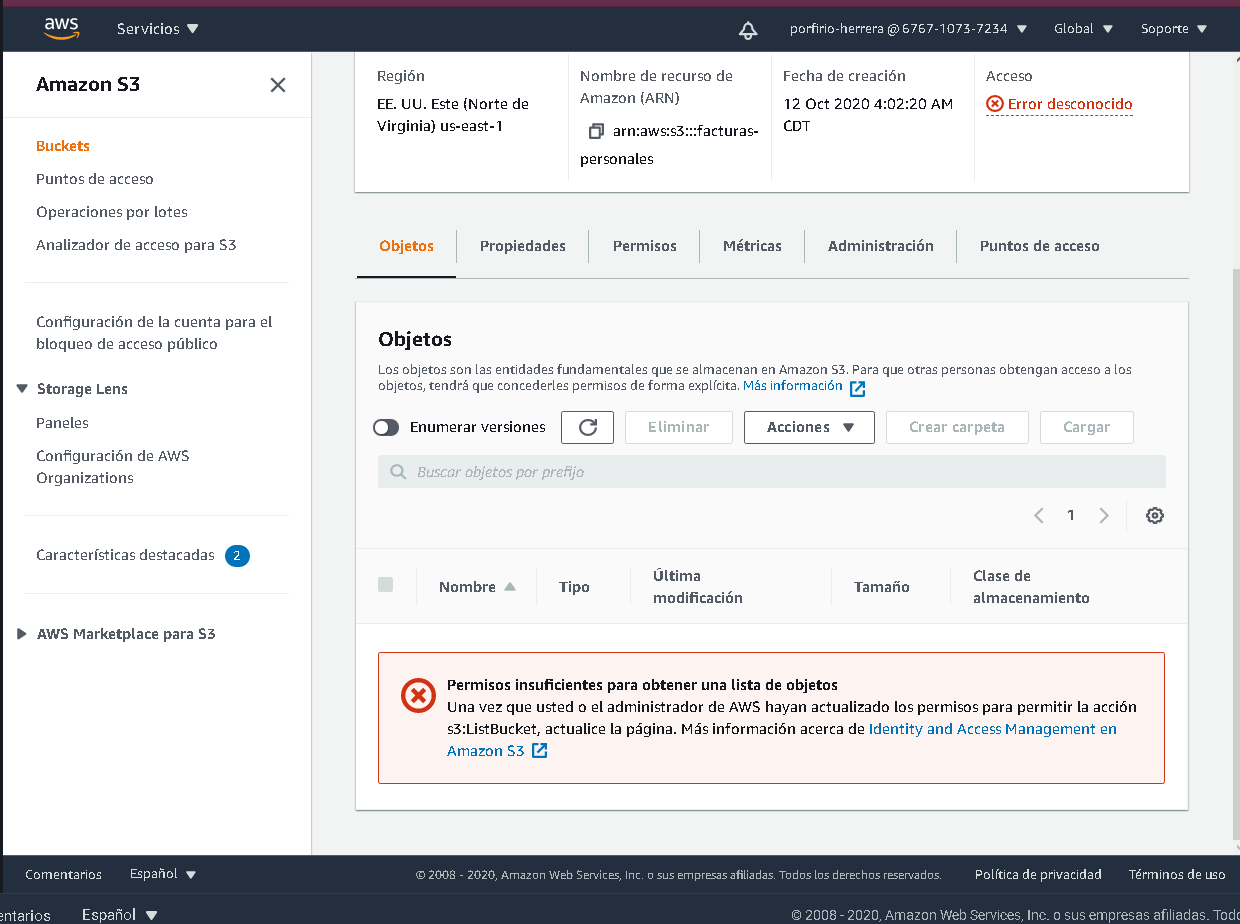 aws
Servicios
porfirio-herrera @ 6767-1073-7234
Global
Soporte
Amazon S3
Buckets
Puntos de acceso
Operaciones por lotes
Analizador de acceso para S3
Configuración de la cuenta para el
bloqueo de acceso público
Storage Lens
Paneles
Configuración de AWS
Organizations
Características destacadas 2
AWS Marketplace para S3
Región
EE. UU. Este (Norte de
Virginia) us-east-1
Nombre de recurso de
Amazon (ARN)
arn:aws:s3:::facturas-
personales
Fecha de creación
12 Oct 2020 4:02:20 AM
CDT
Acceso
Error desconocido
Objetos
Propiedades
Permisos
Métricas
Administración
Puntos de acceso
Objetos
Los objetos son las entidades fundamentales que se almacenan en Amazon S3. Para que otras personas obtengan acceso a los
objetos, tendrá que concederles permisos de forma explícita. Más información
Enumerar versiones
Eliminar
Acciones
Crear carpeta
Cargar
Buscar objetos por prefijo
1
Nombre
Tipo
Última
modificación
Tamaño
Clase de
almacenamiento
Permisos insuficientes para obtener una lista de objetos
Una vez que usted o el administrador de AWS hayan actualizado los permisos para permitir la acción
s3:ListBucket, actualice la página. Más información acerca de Identity and Access Management en
Amazon S3
Comentarios
Español
© 2008 - 2020, Amazon Web Services, Inc. o sus empresas afiliadas. Todos los derechos reservados.
Política de privacidad
Términos de uso
entarios
Español
© 2008 - 2020, Amazon Web Services, Inc. o sus empresas afiliadas. Todo